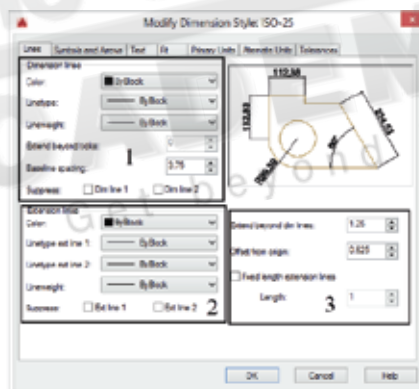 Modify Dimension Style: ISO-25
Lines Symbols and Arrows Text Fit Primary Units Alternate Units Tolerances
Dimension lines
Color: ByBlock
Linetype: ByBlock
Lineweight: ByBlock
Extend beyond ticks: 0
Baseline spacing: 3.75
Suppress: Dim line 1 Dim line 2
1
Extension lines
Color: ByBlock
Linetype ext line 1: ByBlock
Linetype ext line 2: ByBlock
Lineweight: ByBlock
Suppress: Ext line 1 Ext line 2
2
Extend beyond dim lines: 1.25
Offset from origin: 0.625
Fixed length extension lines
Length: 1
3
OK Cancel Help
Get beyond